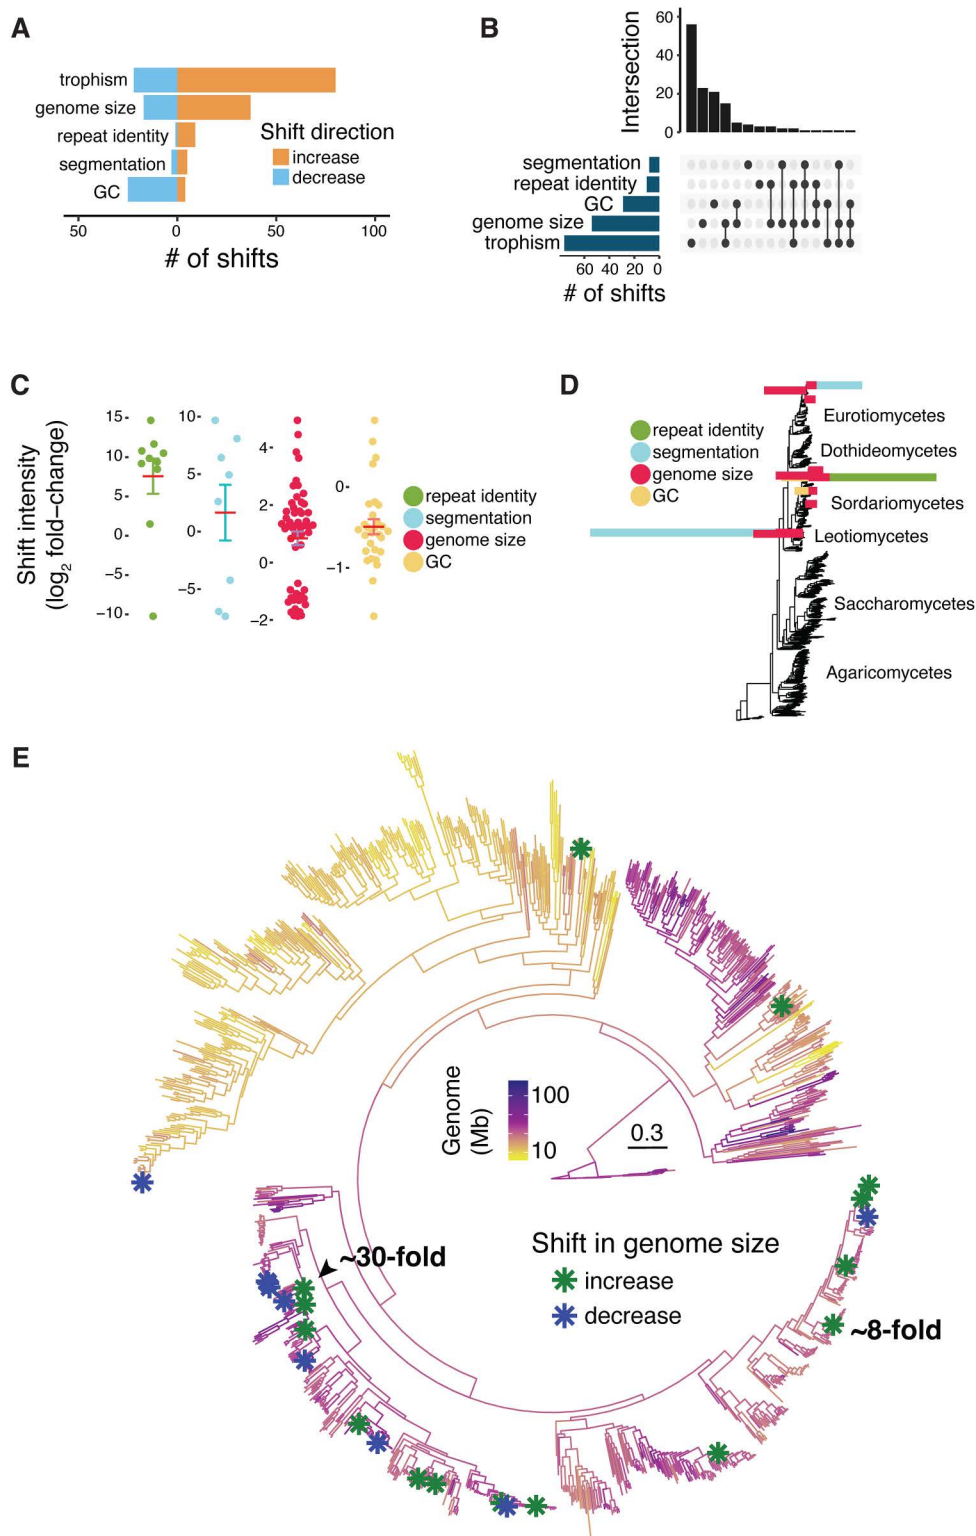 A
trophism
genome size
repeat identity
segmentation
GC
Shift direction
increase
decrease
50
0
50
100
# of shifts
B
Intersection
60
40
20
0
segmentation
repeat identity
GC
genome size
trophism
60 40 20 0
# of shifts
C
Shift intensity
(log2 fold−change)
15
10
5
0
−5
−10
10
5
0
−5
4
2
0
−2
0
−1
repeat identity
segmentation
genome size
GC
D
repeat identity
segmentation
genome size
GC
Eurotiomycetes
Dothideomycetes
Sordariomycetes
Leotiomycetes
Saccharomycetes
Agaricomycetes
E
Genome
(Mb)
100
10
0.3
Shift in genome size
increase
decrease
~30-fold
~8-fold